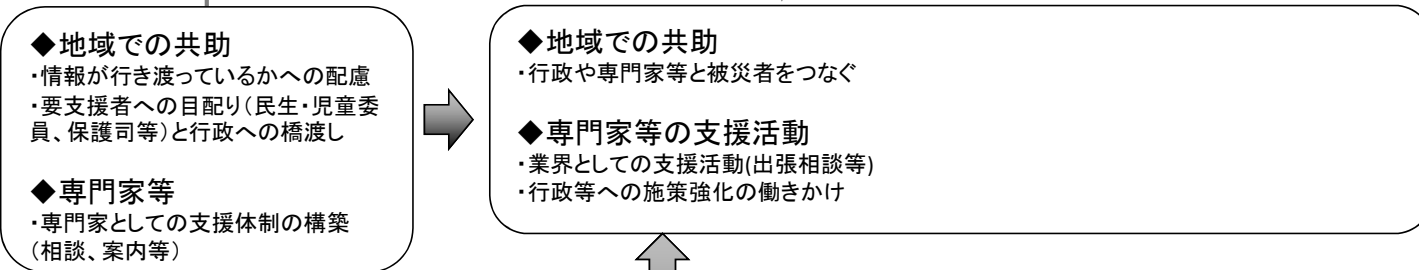 ◆地域での共助
・情報が行き渡っているかへの配慮
・要支援者への目配り（民生・児童委
員、保護司等）と行政への橋渡し
◆専門家等
・専門家としての支援体制の構築
（相談、案内等）
◆地域での共助
・行政や専門家等と被災者をつなぐ
◆専門家等の支援活動
・業界としての支援活動(出張相談等)
・行政等への施策強化の働きかけ